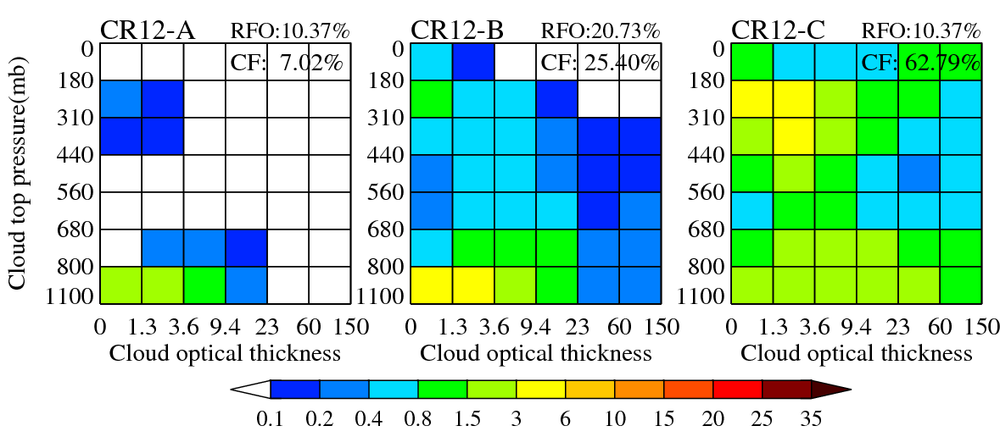 CR12-A RFO:10.37% CR12-B RFO:20.73% CR12-C RFO:10.37%
CF: 7.02% CF: 25.40% CF: 62.79%
Cloud top pressure(mb)
0 0 0
180 180 180
310 310 310
440 440 440
560 560 560
680 680 680
800 800 800
1100 1100 1100
0 1.3 3.6 9.4 23 60 150 0 1.3 3.6 9.4 23 60 150 0 1.3 3.6 9.4 23 60 150
Cloud optical thickness Cloud optical thickness Cloud optical thickness
0.1 0.2 0.4 0.8 1.5 3 6 10 15 20 25 35